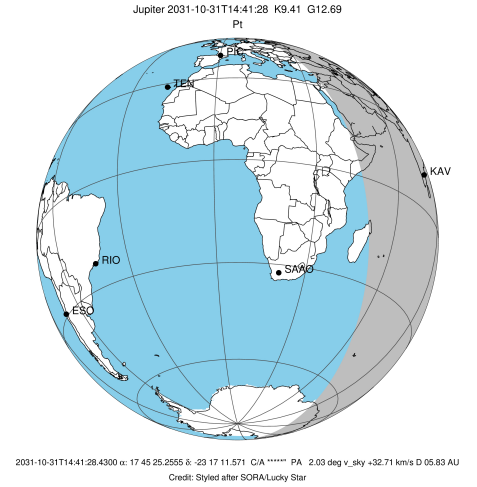 Jupiter 2031-10-31T14:41:28 K9.41 G12.69
Pt
PIC
TEN
KAV
RIO
SAAO
ESO
2031-10-31T14:41:28.4300 α: 17 45 25.2555 δ: -23 17 11.571 C/A *****" PA 2.03 deg v_sky +32.71 km/s D 05.83 AU
Credit: Styled after SORA/Lucky Star